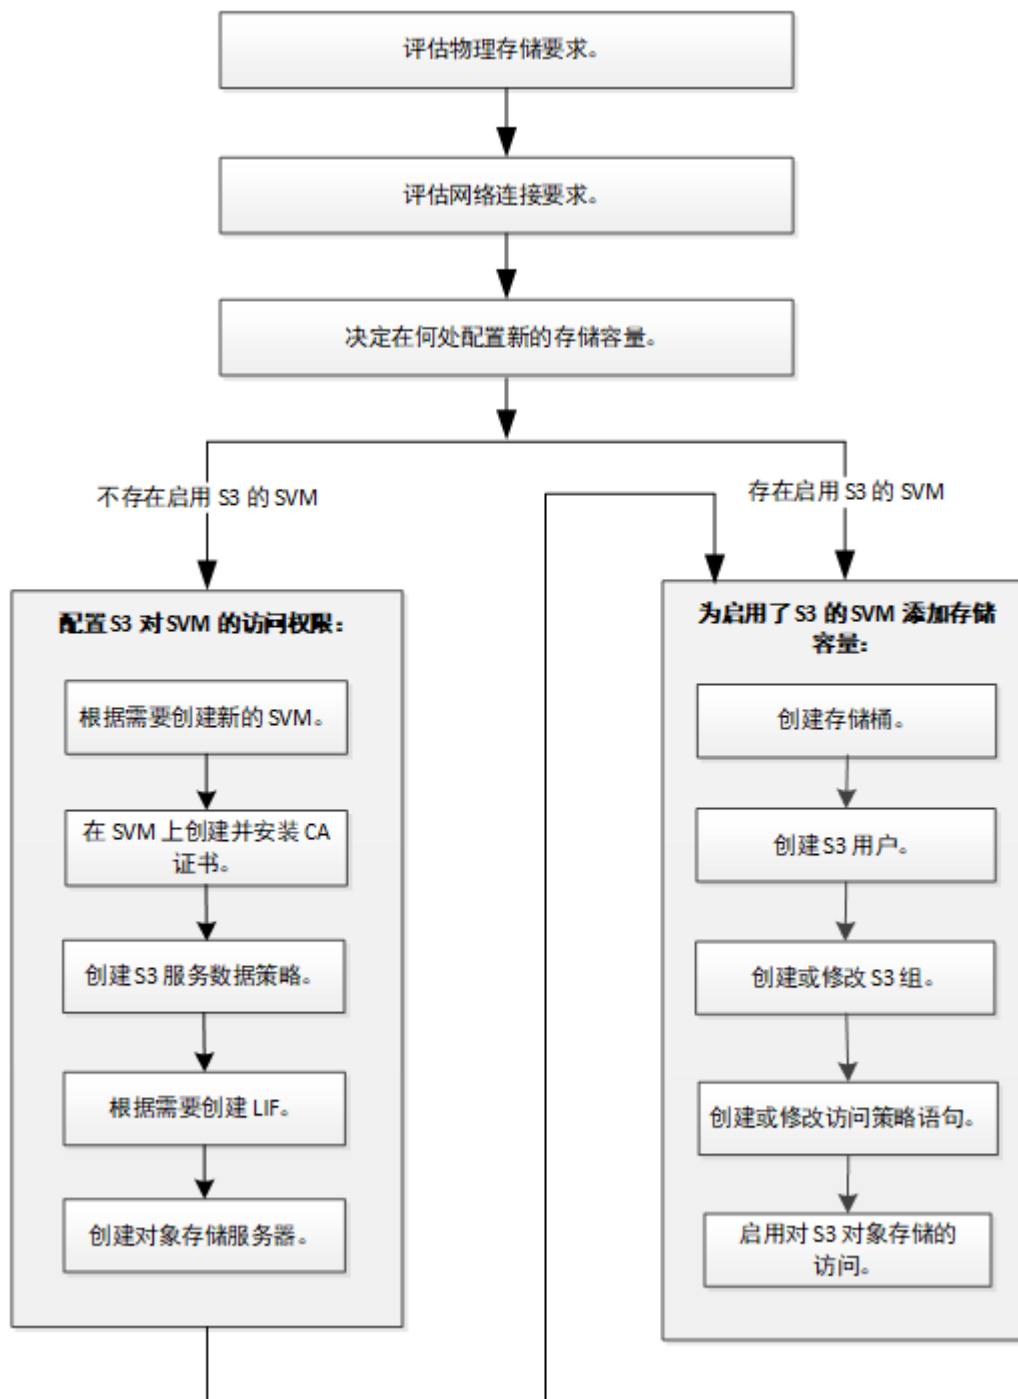 评估物理存储要求。
评估网络连接要求。
决定在何处配置新的存储容量。
不存在启用 S3 的 SVM
存在启用 S3 的 SVM
配置 S3 对 SVM 的访问权限：
根据需要创建新的 SVM。
在 SVM 上创建并安装 CA
证书。
创建 S3 服务数据策略。
根据需要创建 LIF。
创建对象存储服务器。
为启用了 S3 的 SVM 添加存储
容量：
创建存储桶。
创建 S3 用户。
创建或修改 S3 组。
创建或修改访问策略语句。
启用对 S3 对象存储的
访问。